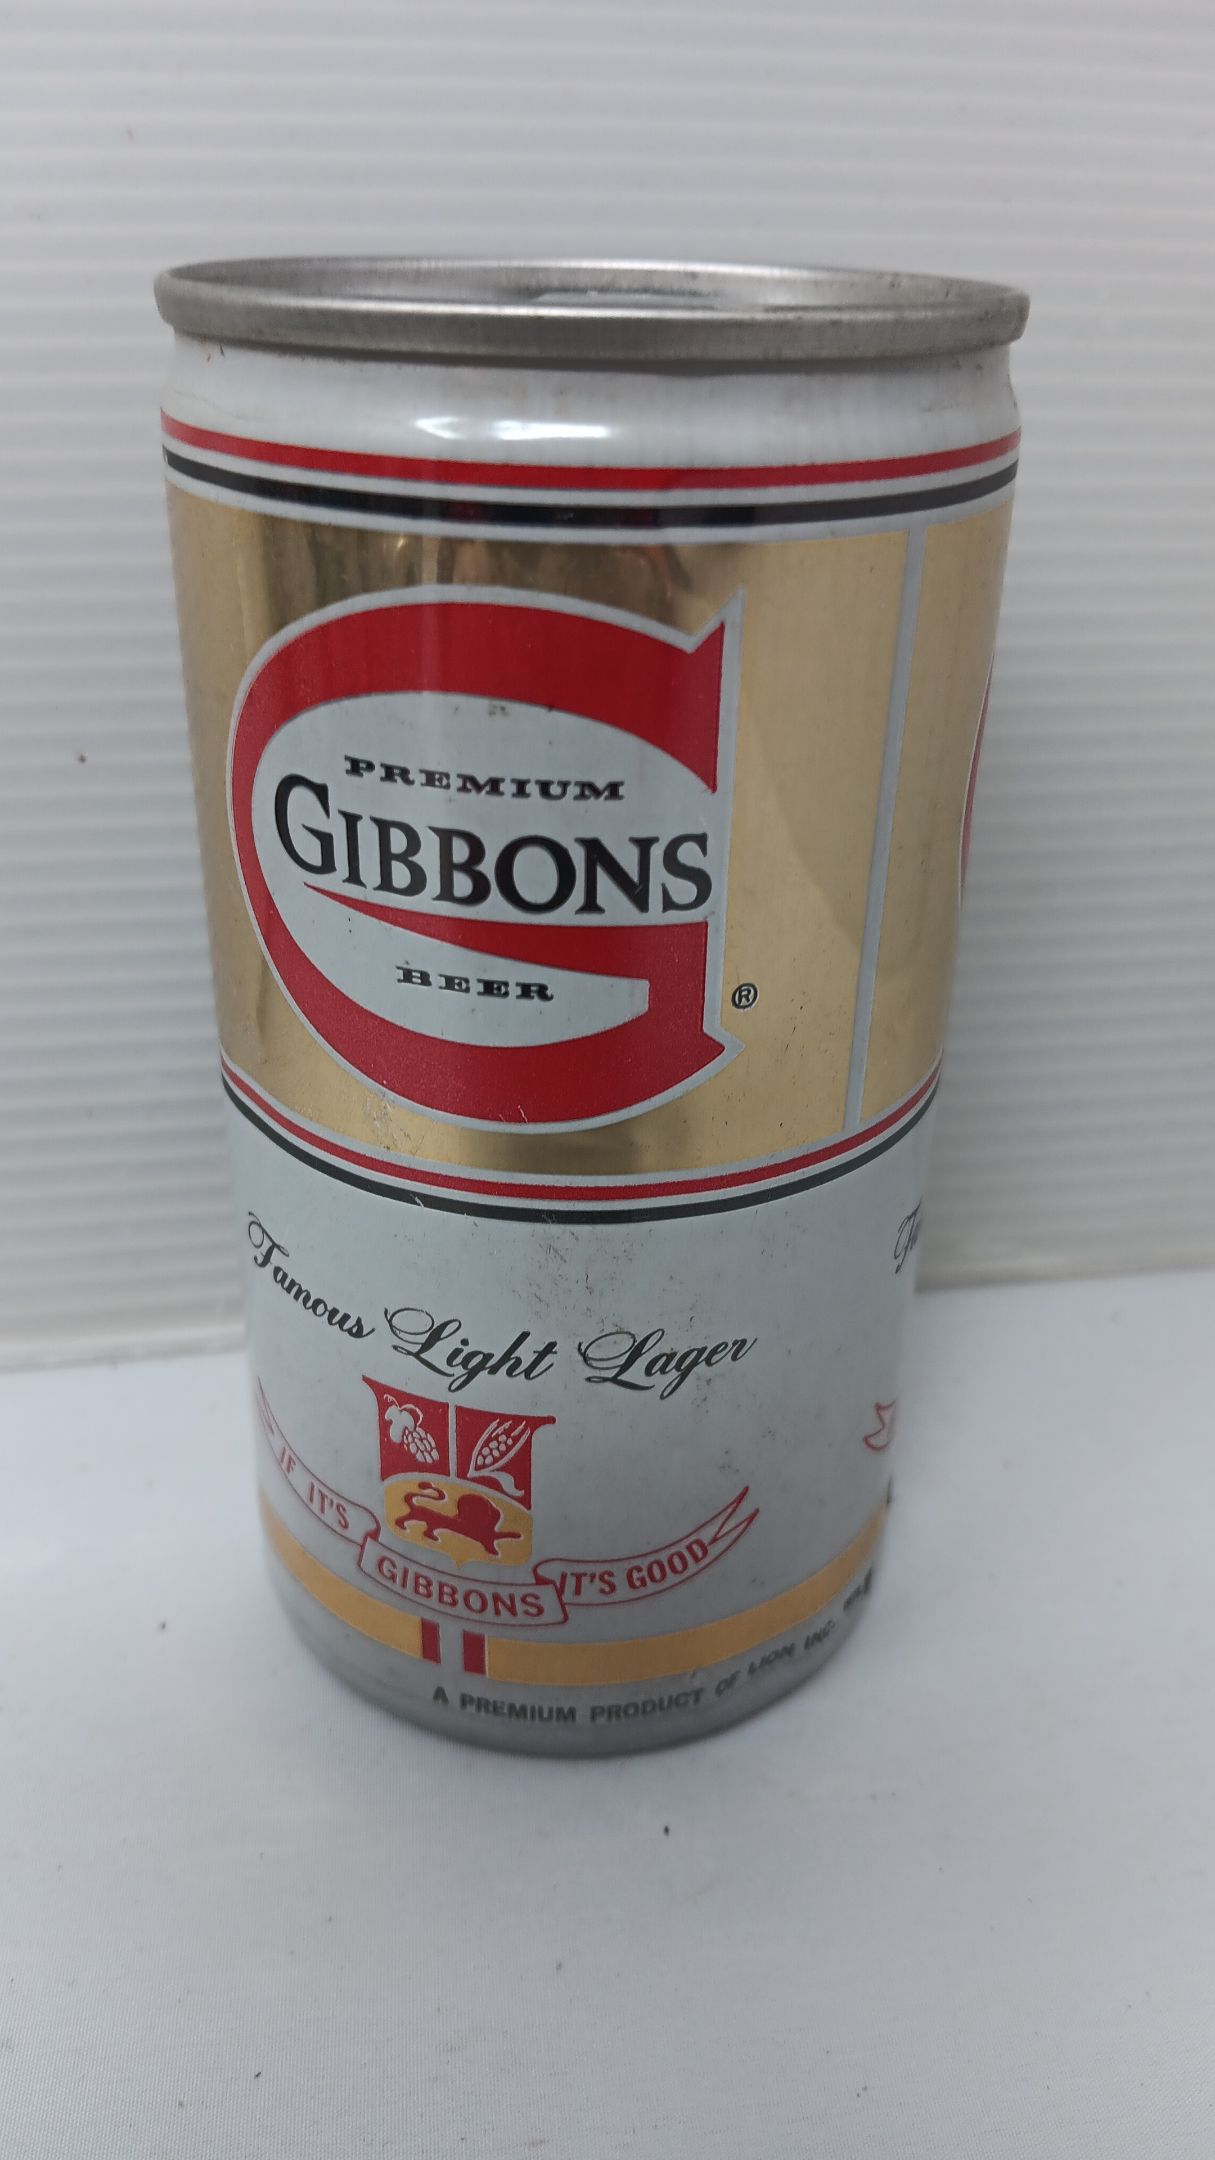 PREMIUM
GIBBONS
BEER
®
Famous Light Lager
IF IT'S
GIBBONS
IT'S GOOD
A PREMIUM PRODUCT OF LION INC.